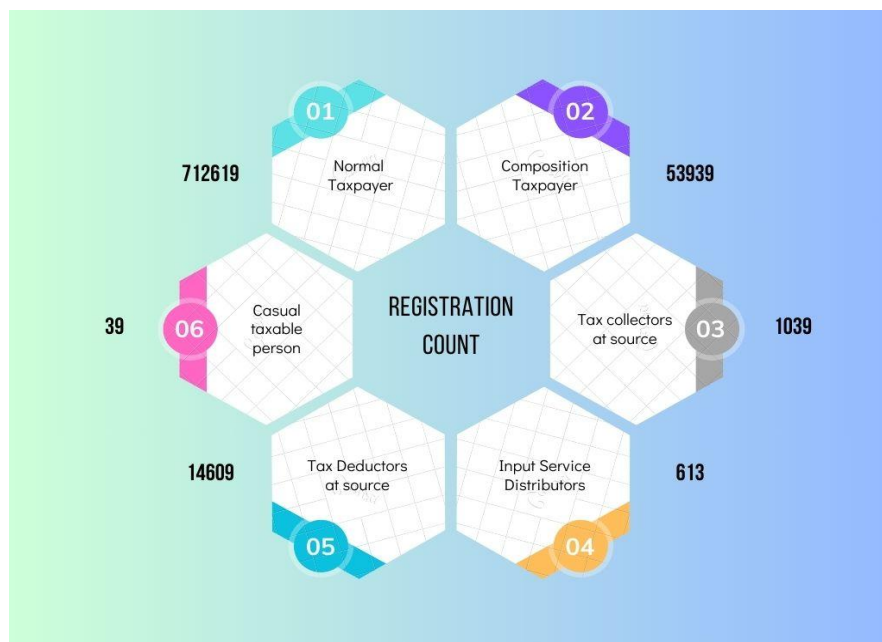 01
Normal
Taxpayer
712619
02
Composition
Taxpayer
53939
REGISTRATION
COUNT
03
Tax collectors
at source
1039
04
Input Service
Distributors
613
05
Tax Deductors
at source
14609
06
Casual
taxable
person
39